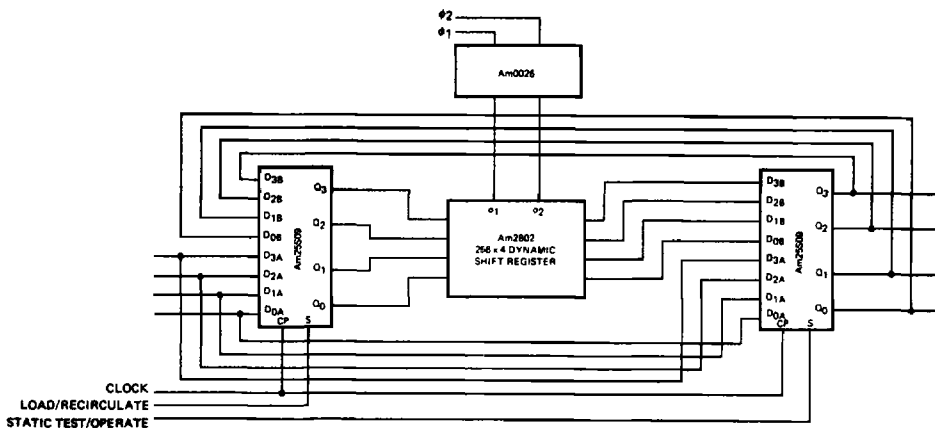 ϕ2
ϕ1
Am0026
D3B
D2B
D1B
D0B
D3A
D2A
D1A
D0A
CP
S
Am25S09
Q3
Q2
Q1
Q0
ϕ1
ϕ2
Am2802
256 x 4 DYNAMIC
SHIFT REGISTER
D3B
D2B
D1B
D0B
D3A
D2A
D1A
D0A
CP
S
Am25S09
Q3
Q2
Q1
Q0
CLOCK
LOAD/RECIRCULATE
STATIC TEST/OPERATE